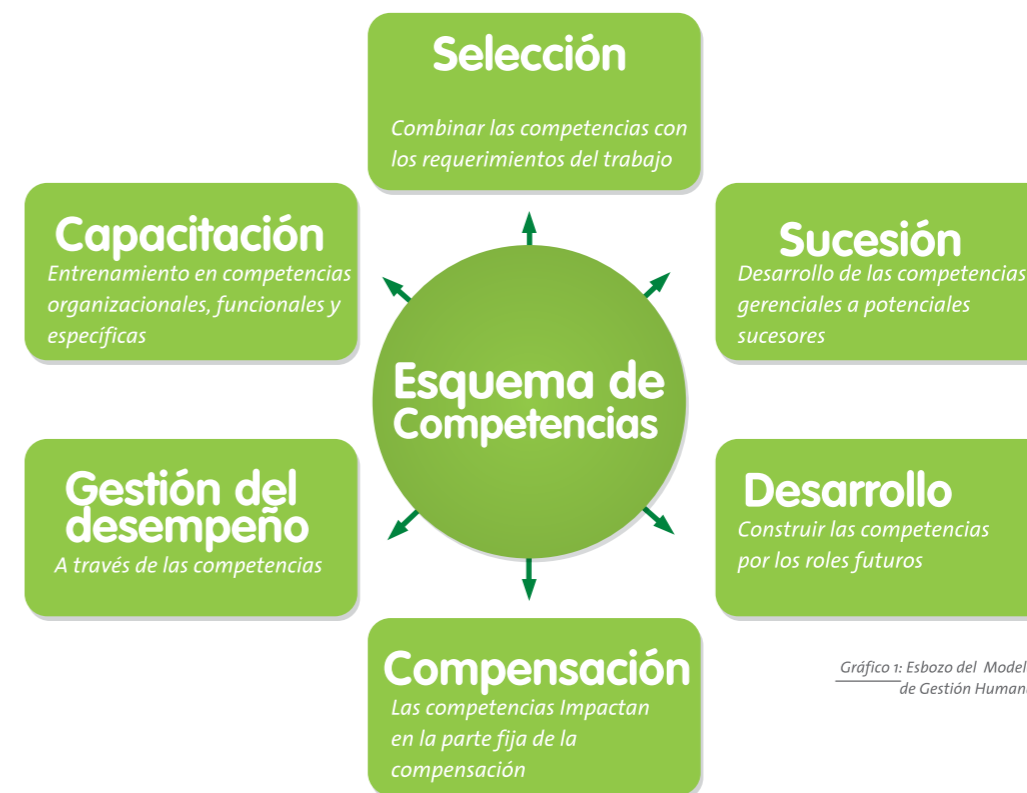 Selección
Combinar las competencias con
los requerimientos del trabajo
Capacitación
Entrenamiento en competencias
organizacionales, funcionales y
específicas
Sucesión
Desarrollo de las competencias
gerenciales a potenciales
sucesores
Esquema de
Competencias
Gestión del
desempeño
A través de las competencias
Desarrollo
Construir las competencias
por los roles futuros
Compensación
Las competencias Impactan
en la parte fija de la
compensación
Gráfico 1: Esbozo del Model
de Gestión Human